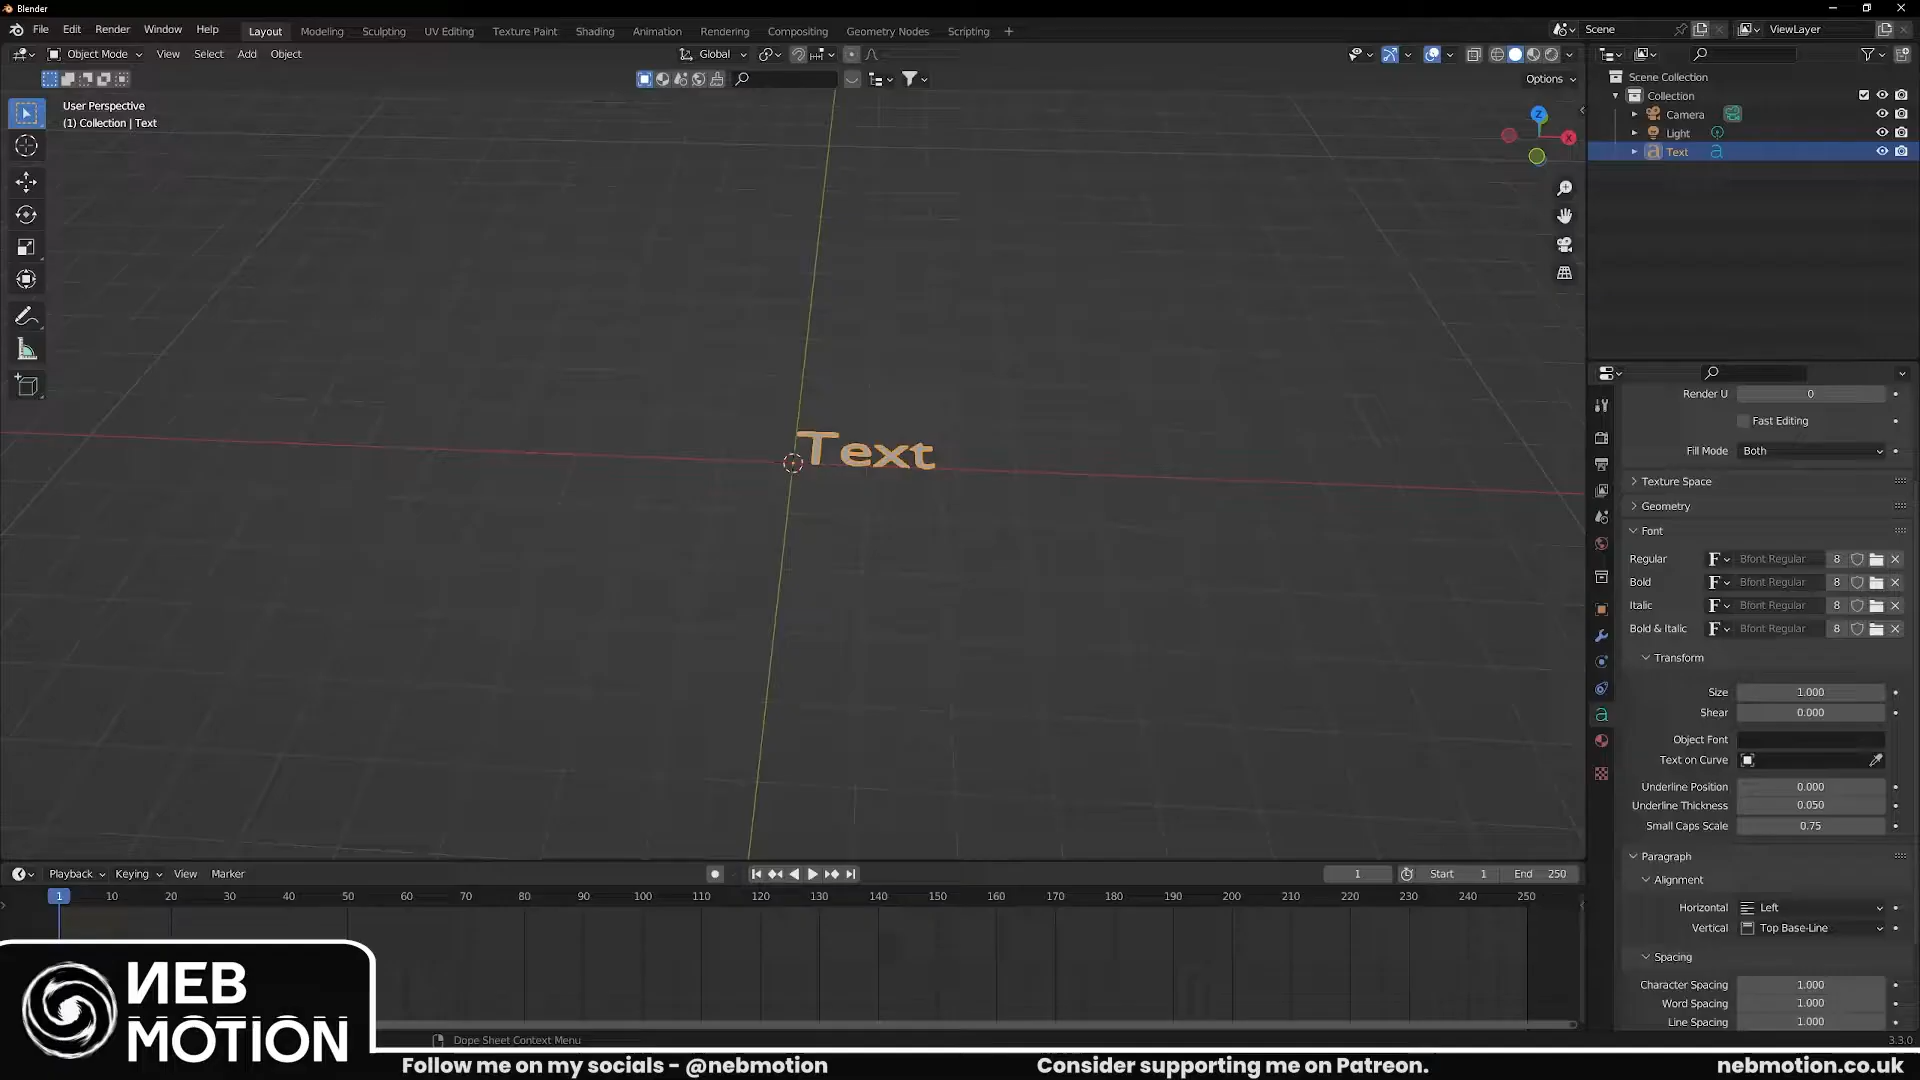 Blender
File Edit Render Window Help Layout Modeling Sculpting UV Editing Texture Paint Shading Animation Rendering Compositing Geometry Nodes Scripting + Scene ViewLayer
Object Mode View Select Add Object Global
Options
User Perspective
(1) Collection | Text
Z
X
Scene Collection
Collection
Camera
Light
Text
Text
Render U 0
Fast Editing
Fill Mode Both
Texture Space
Geometry
Font
Regular F Bfont Regular 8
Bold F Bfont Regular 8
Italic F Bfont Regular 8
Bold & Italic F Bfont Regular 8
Transform
Size 1.000
Shear 0.000
Object Font
Text on Curve
Underline Position 0.000
Underline Thickness 0.050
Small Caps Scale 0.75
Paragraph
Alignment
Horizontal Left
Vertical Top Base-Line
Spacing
Character Spacing 1.000
Word Spacing 1.000
Line Spacing 1.000
Playback Keying View Marker 1 Start 1 End 250
1 10 20 30 40 50 60 70 80 90 100 110 120 130 140 150 160 170 180 190 200 210 220 230 240 250
Dope Sheet Context Menu
3.3.0
NEB
MOTION
Follow me on my socials - @nebmotion Consider supporting me on Patreon. nebmotion.co.uk